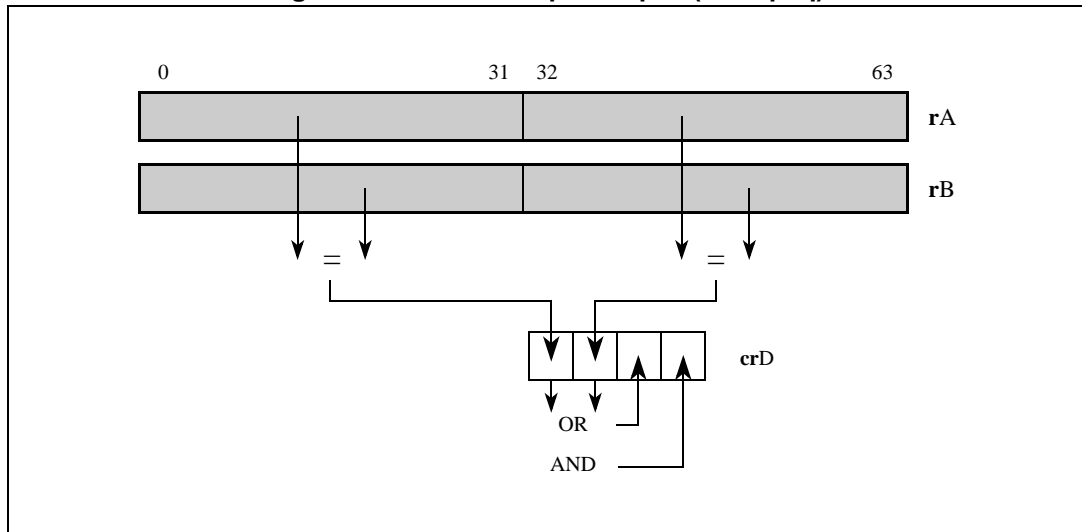 0 31 32 63
rA
rB
= =
crD
OR
AND